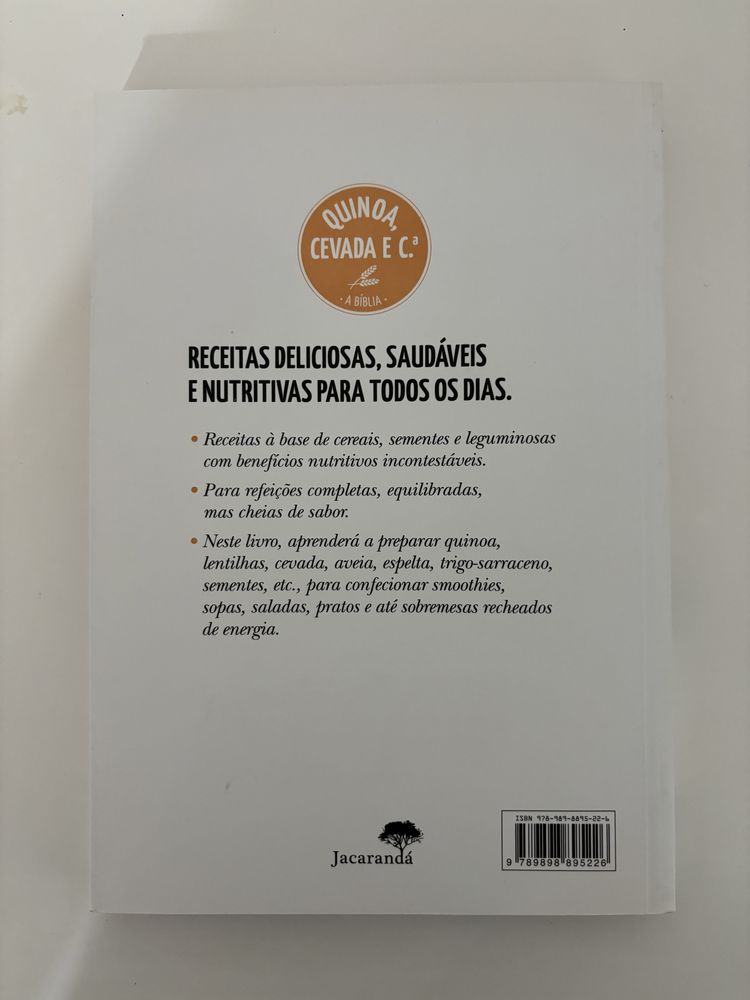 QUINOA,
CEVADA E C.ª
· A BÍBLIA ·
RECEITAS DELICIOSAS, SAUDÁVEIS
E NUTRITIVAS PARA TODOS OS DIAS.
• Receitas à base de cereais, sementes e leguminosas
com benefícios nutritivos incontestáveis.
• Para refeições completas, equilibradas,
mas cheias de sabor.
• Neste livro, aprenderá a preparar quinoa,
lentilhas, cevada, aveia, espelta, trigo-sarraceno,
sementes, etc., para confecionar smoothies,
sopas, saladas, pratos e até sobremesas recheados
de energia.
Jacarandá
ISBN 978-989-8895-22-6
9 789898 895226